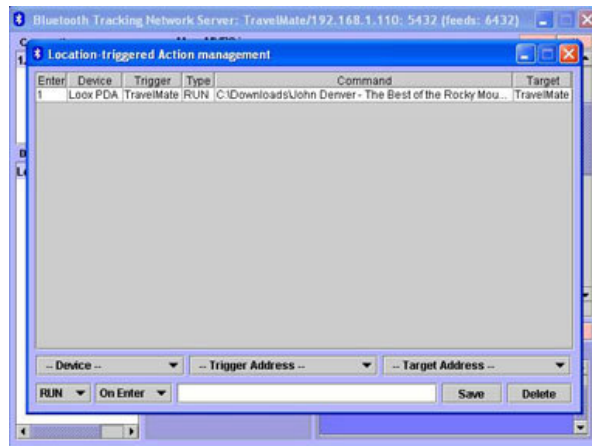 Bluetooth Tracking Network Server: TravelMate/192.168.1.110: 5432 (feeds: 6432)
Location-triggered Action management
Enter Device Trigger Type Command Target
1 Loox PDA TravelMate RUN C:\Downloads\John Denver - The Best of the Rocky Mou... TravelMate
-- Device -- -- Trigger Address -- -- Target Address --
RUN On Enter Save Delete